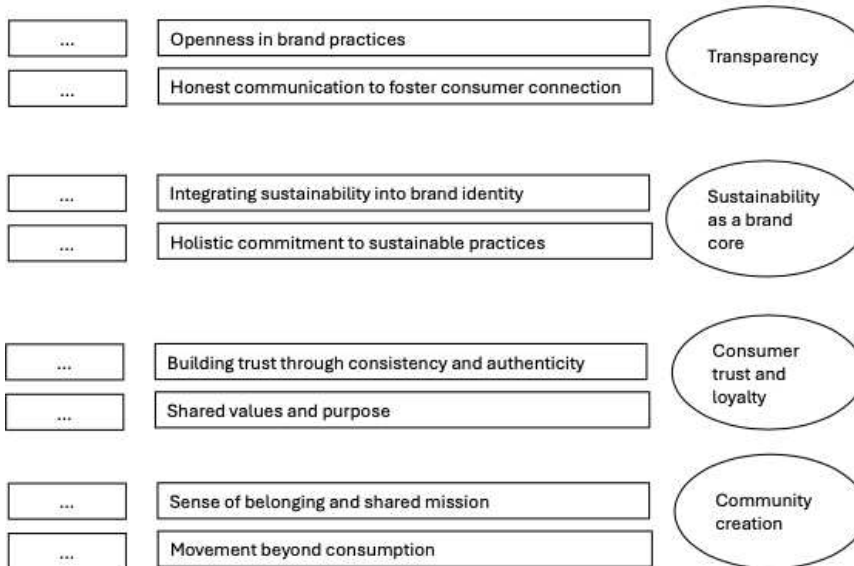 ...
Openness in brand practices
Transparency
...
Honest communication to foster consumer connection
...
Integrating sustainability into brand identity
Sustainability
as a brand
core
...
Holistic commitment to sustainable practices
...
Building trust through consistency and authenticity
Consumer
trust and
loyalty
...
Shared values and purpose
...
Sense of belonging and shared mission
Community
creation
...
Movement beyond consumption